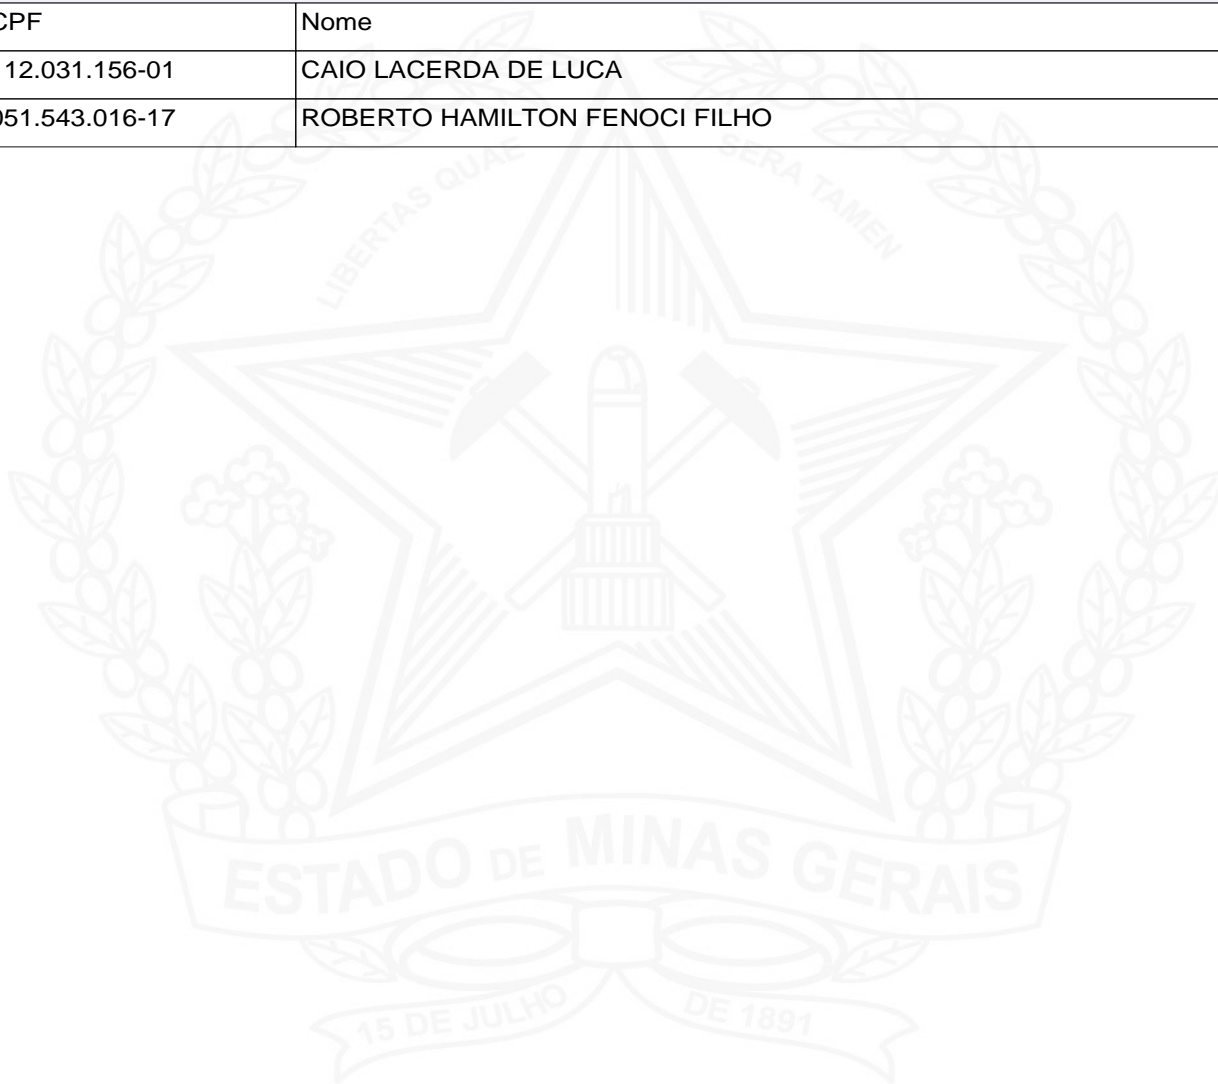 CPF Nome
12.031.156-01 CAIO LACERDA DE LUCA
051.543.016-17 ROBERTO HAMILTON FENOCI FILHO
LIBERTAS QUAE SERA TAMEN
ESTADO DE MINAS GERAIS
15 DE JULHO DE 1891